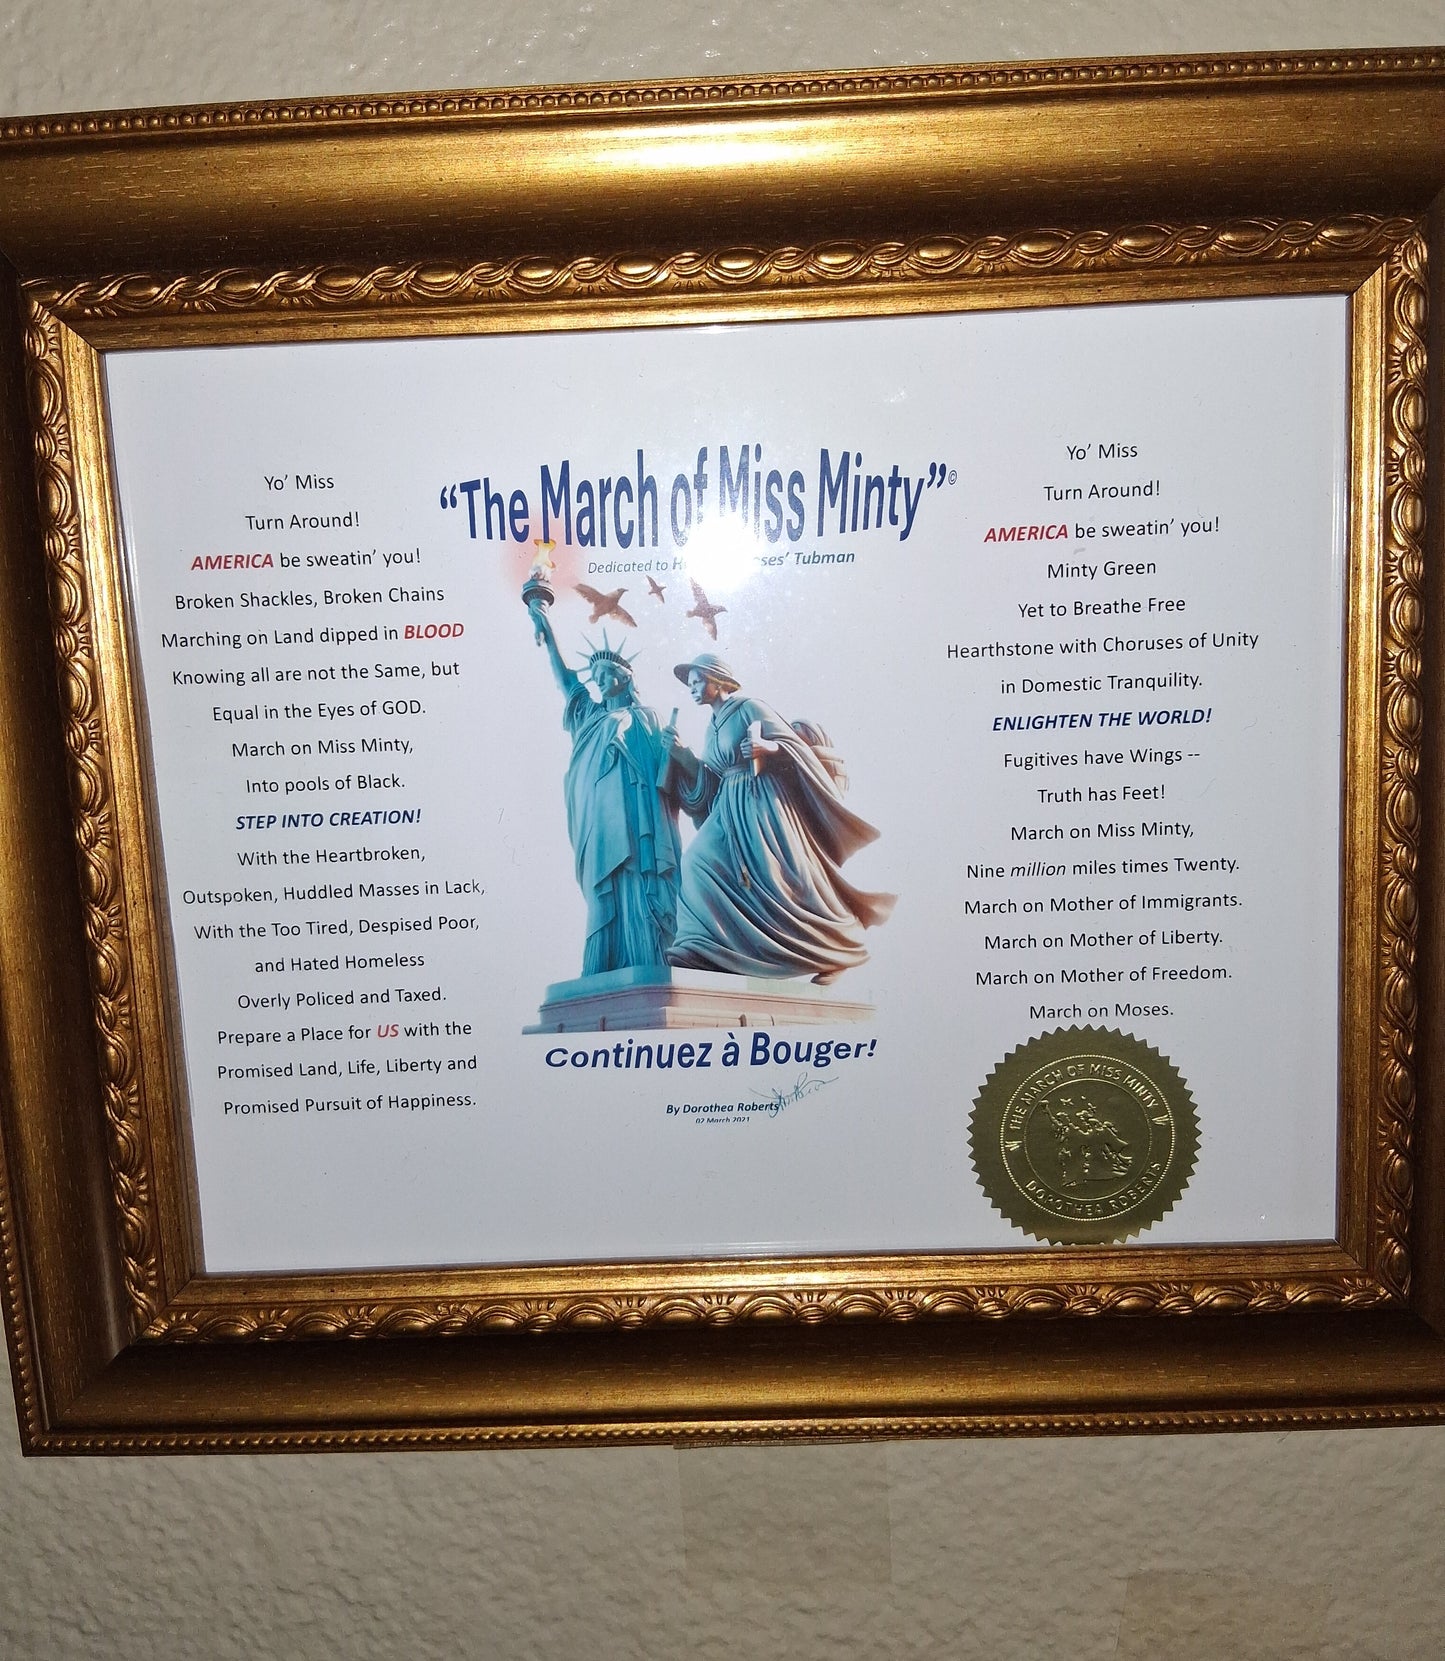 “The March of Miss Minty”©
Dedicated to Tubman
Yo’ Miss
Turn Around!
AMERICA be sweatin’ you!
Broken Shackles, Broken Chains
Marching on Land dipped in BLOOD
Knowing all are not the Same, but
Equal in the Eyes of GOD.
March on Miss Minty,
Into pools of Black.
STEP INTO CREATION!
With the Heartbroken,
Outspoken, Huddled Masses in Lack,
With the Too Tired, Despised Poor,
and Hated Homeless
Overly Policed and Taxed.
Prepare a Place for US with the
Promised Land, Life, Liberty and
Promised Pursuit of Happiness.
Yo’ Miss
Turn Around!
AMERICA be sweatin’ you!
Minty Green
Yet to Breathe Free
Hearthstone with Choruses of Unity
in Domestic Tranquility.
ENLIGHTEN THE WORLD!
Fugitives have Wings --
Truth has Feet!
March on Miss Minty,
Nine million miles times Twenty.
March on Mother of Immigrants.
March on Mother of Liberty.
March on Mother of Freedom.
March on Moses.
Continuez à Bouger!
By Dorothea Roberts
02 March 2021
THE MARCH OF MISS MINTY
DOROTHEA ROBERTS